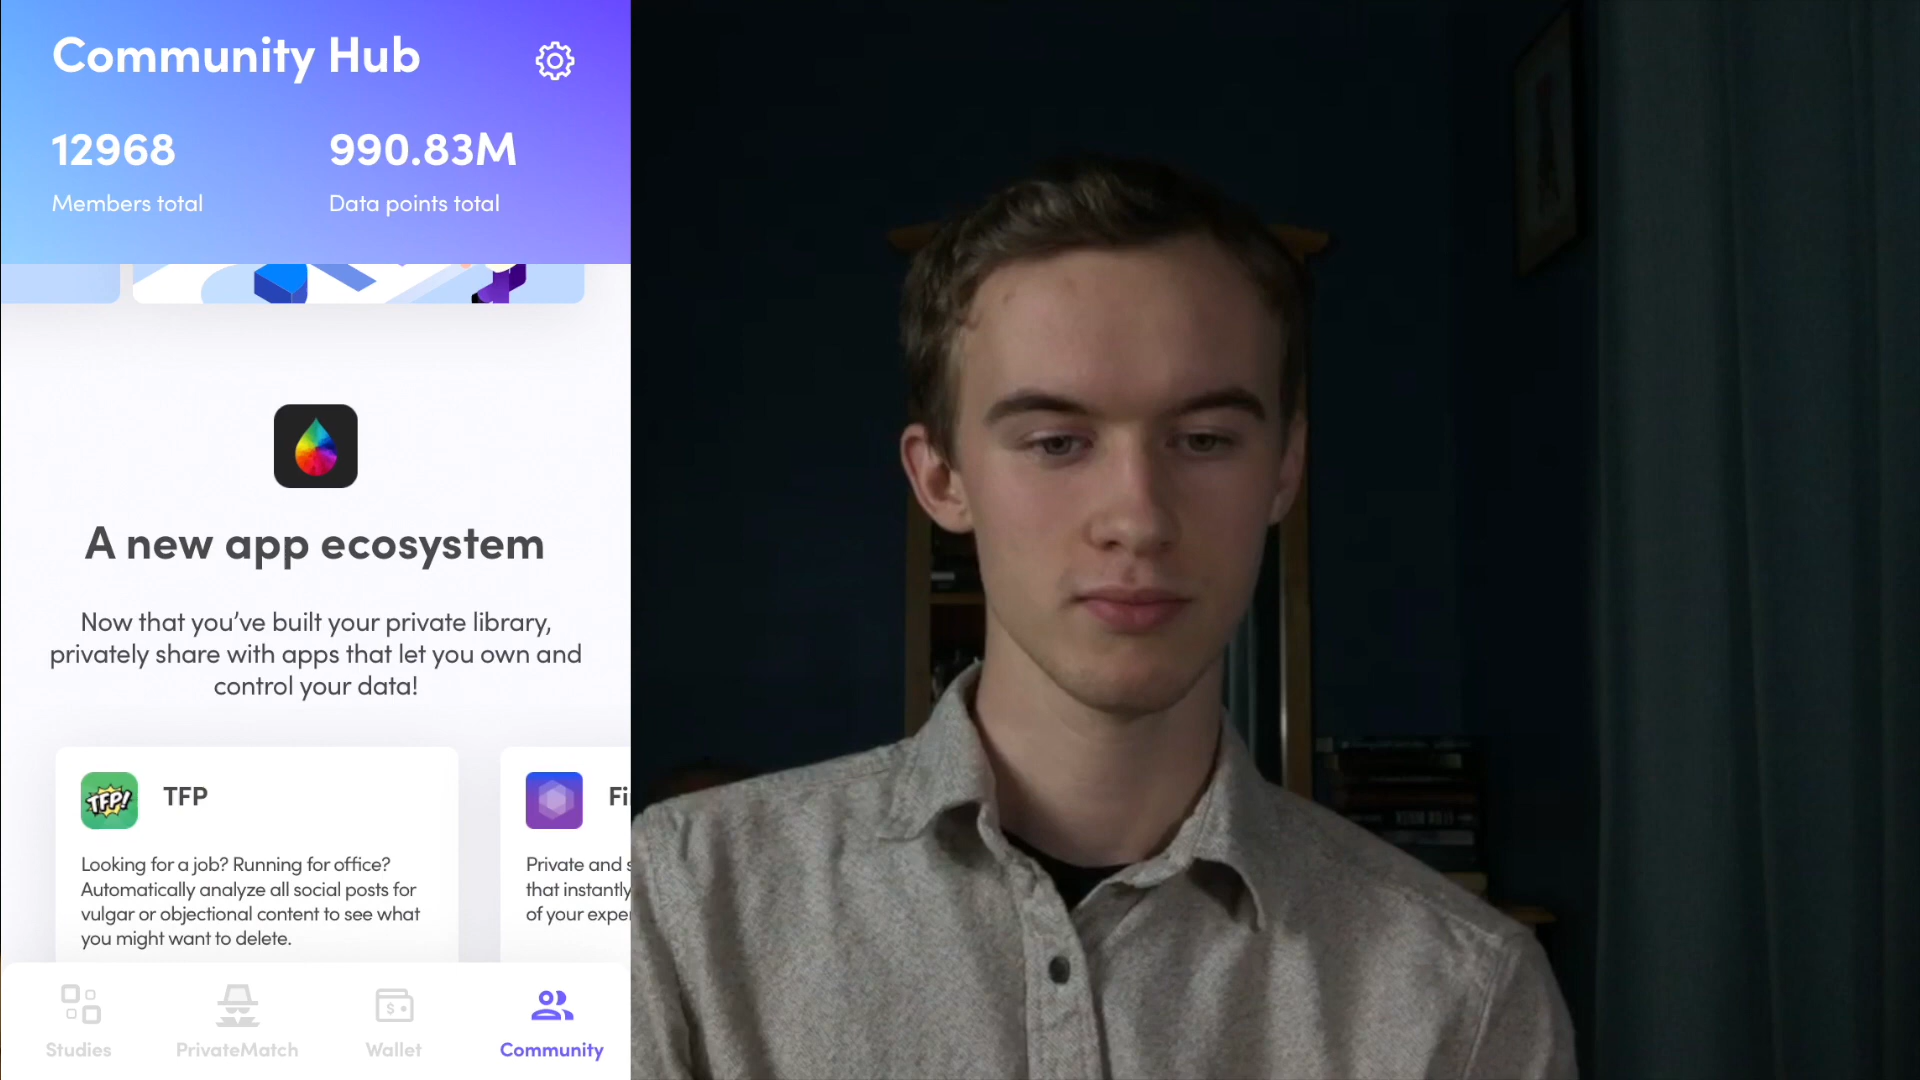 Community Hub
12968
990.83M
Members total
Data points total
A new app ecosystem
Now that you’ve built your private library,
privately share with apps that let you own and
control your data!
TFP!
TFP
Looking for a job? Running for office?
Automatically analyze all social posts for
vulgar or objectional content to see what
you might want to delete.
Private and
that instantly
of your
Studies
PrivateMatch
Wallet
Community